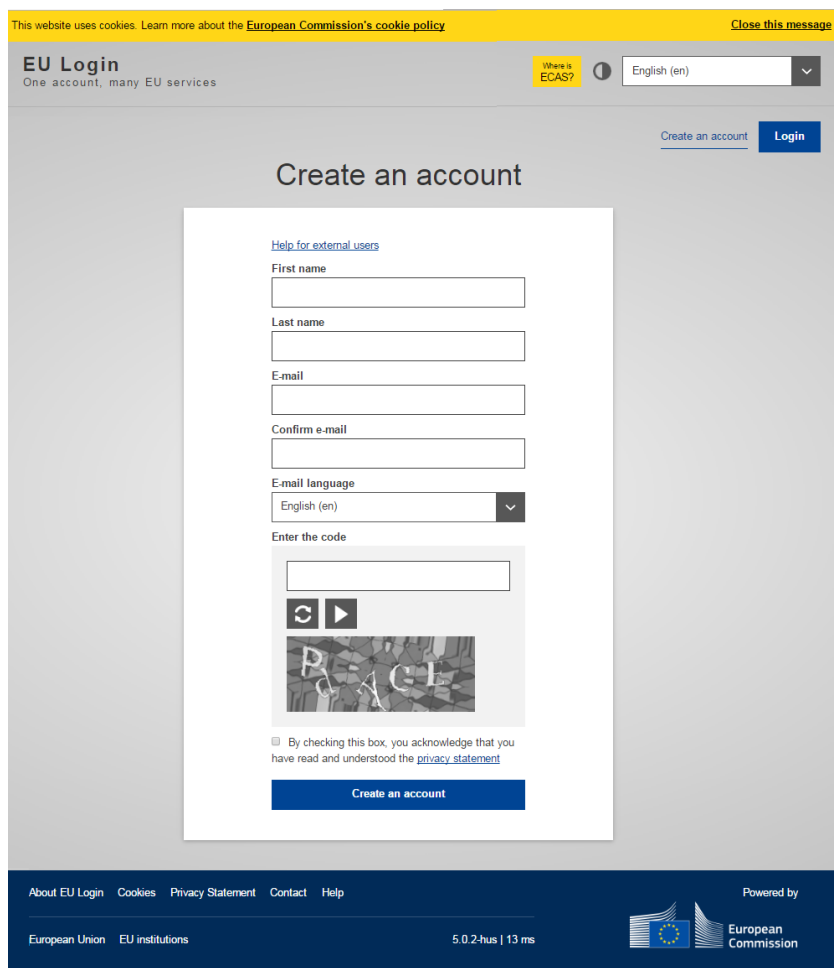 This website uses cookies. Learn more about the European Commission's cookie policy Close this message
EU Login
One account, many EU services
Where is
ECAS?
English (en)
Create an account Login
Create an account
Help for external users
First name
Last name
E-mail
Confirm e-mail
E-mail language
English (en)
Enter the code
By checking this box, you acknowledge that you
have read and understood the privacy statement
Create an account
About EU Login Cookies Privacy Statement Contact Help
Powered by
European Union EU institutions
5.0.2-hus | 13 ms
European
Commission